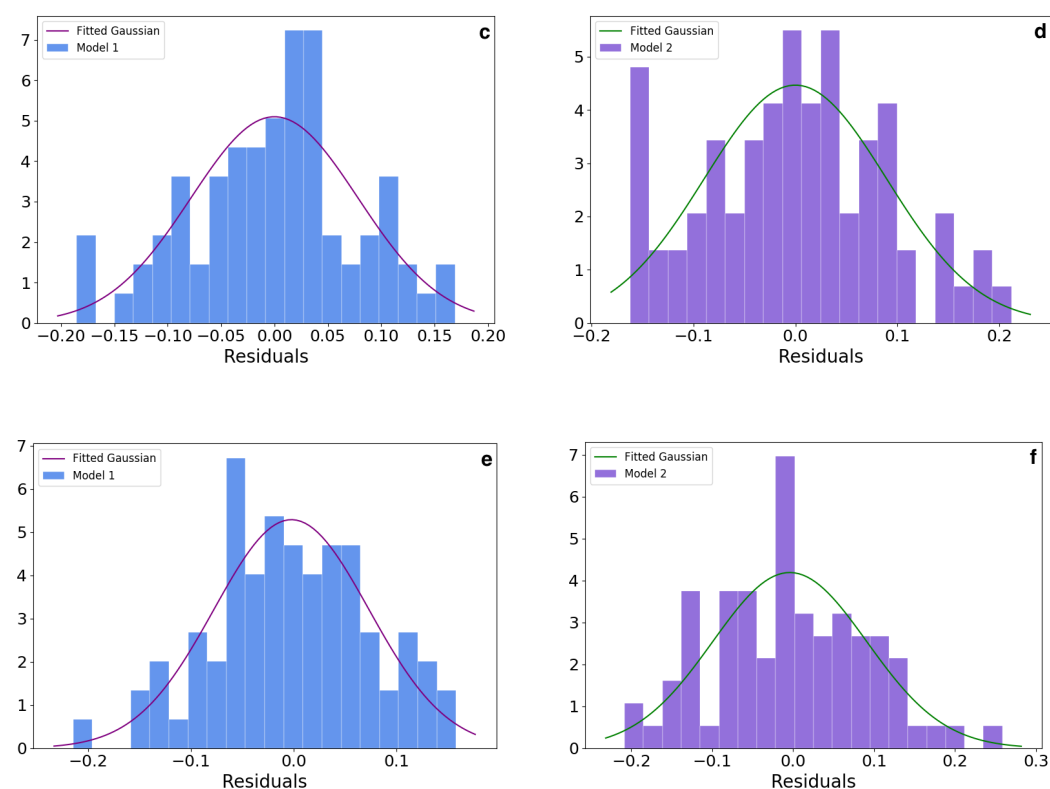 Fitted Gaussian
Model 1
c
7
6
5
4
3
2
1
0
−0.20 −0.15 −0.10 −0.05 0.00 0.05 0.10 0.15 0.20
Residuals
Fitted Gaussian
Model 2
d
5
4
3
2
1
0
−0.2 −0.1 0.0 0.1 0.2
Residuals
Fitted Gaussian
Model 1
e
7
6
5
4
3
2
1
0
−0.2 −0.1 0.0 0.1
Residuals
Fitted Gaussian
Model 2
f
7
6
5
4
3
2
1
0
−0.2 −0.1 0.0 0.1 0.2 0.3
Residuals